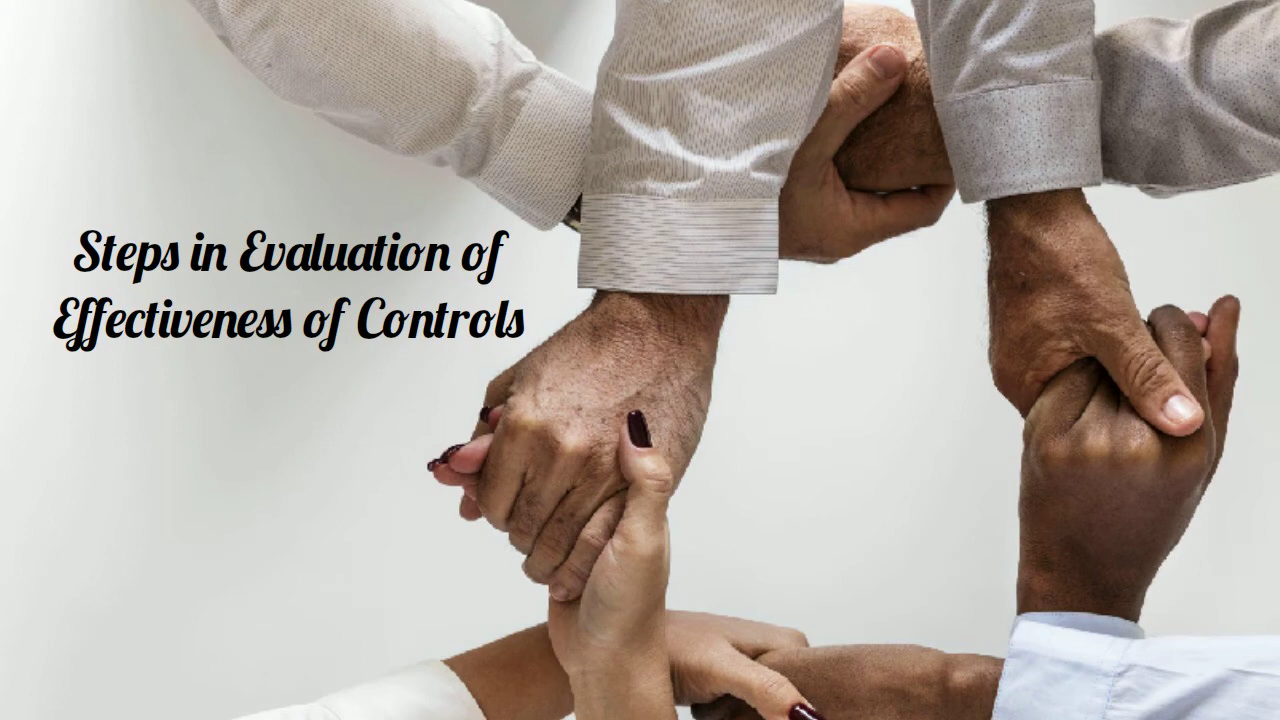 Steps in Evaluation of
Effectiveness of Controls